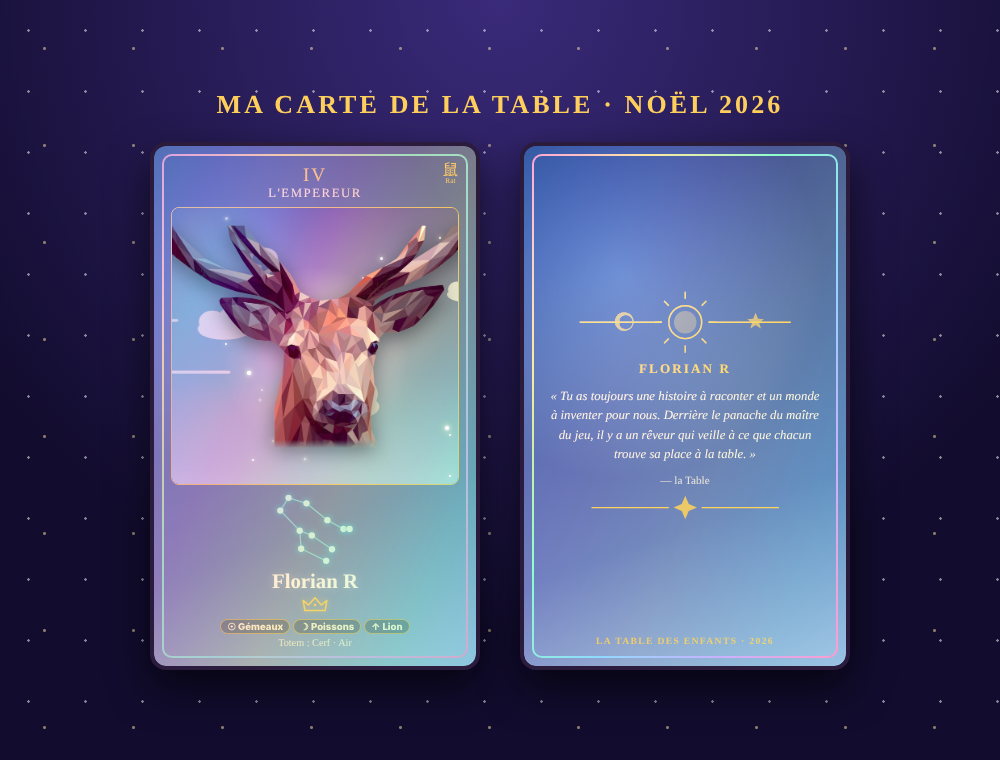 MA CARTE DE LA TABLE · NOËL 2026
IV
L'EMPEREUR
鼠
Rat
Florian R
☉ Gémeaux
☽ Poissons
↑ Lion
Totem : Cerf · Air
FLORIAN R
« Tu as toujours une histoire à raconter et un monde
à inventer pour nous. Derrière le panache du maître
du jeu, il y a un rêveur qui veille à ce que chacun
trouve sa place à la table. »
— la Table
LA TABLE DES ENFANTS · 2026